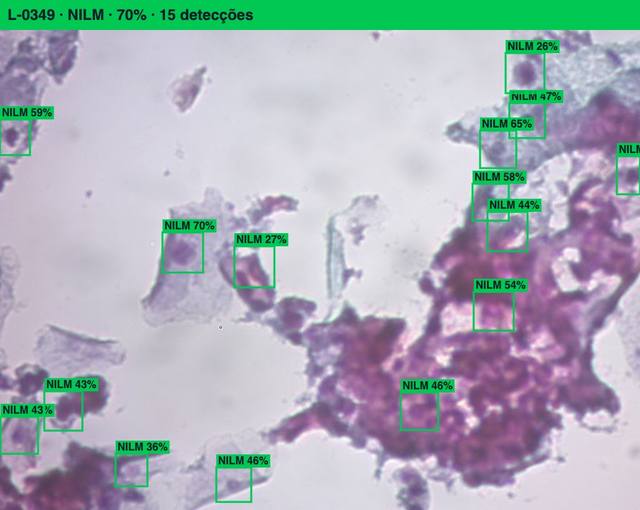 L-0349 · NILM · 70% · 15 detecções
NILM 26%
NILM 47%
NILM 65%
NILM 59%
NILM
NILM 58%
NILM 44%
NILM 70%
NILM 27%
NILM 54%
NILM 43%
NILM 46%
NILM 43%
NILM 36%
NILM 46%